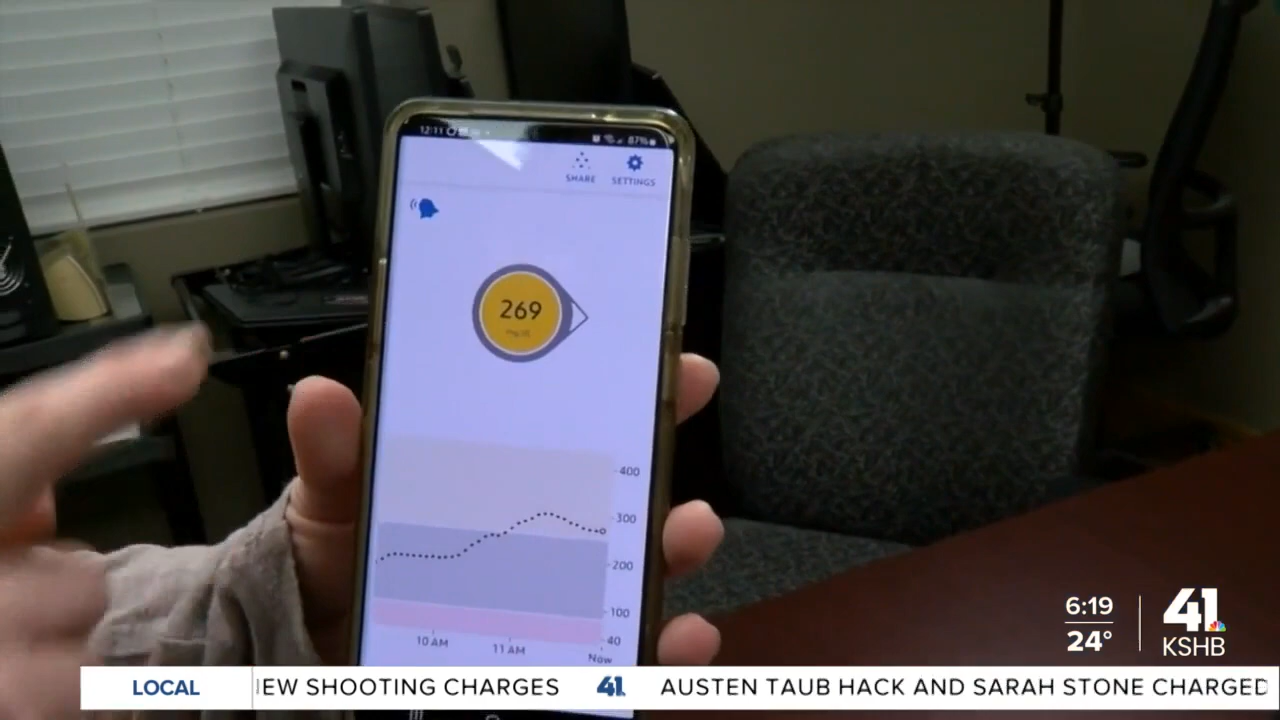 12:11
87%
SHARE
SETTINGS
269
400
300
200
100
40
10 AM
11 AM
Now
6:19
24°
41
KSHB
LOCAL
EW SHOOTING CHARGES
41
AUSTEN TAUB HACK AND SARAH STONE CHARGED